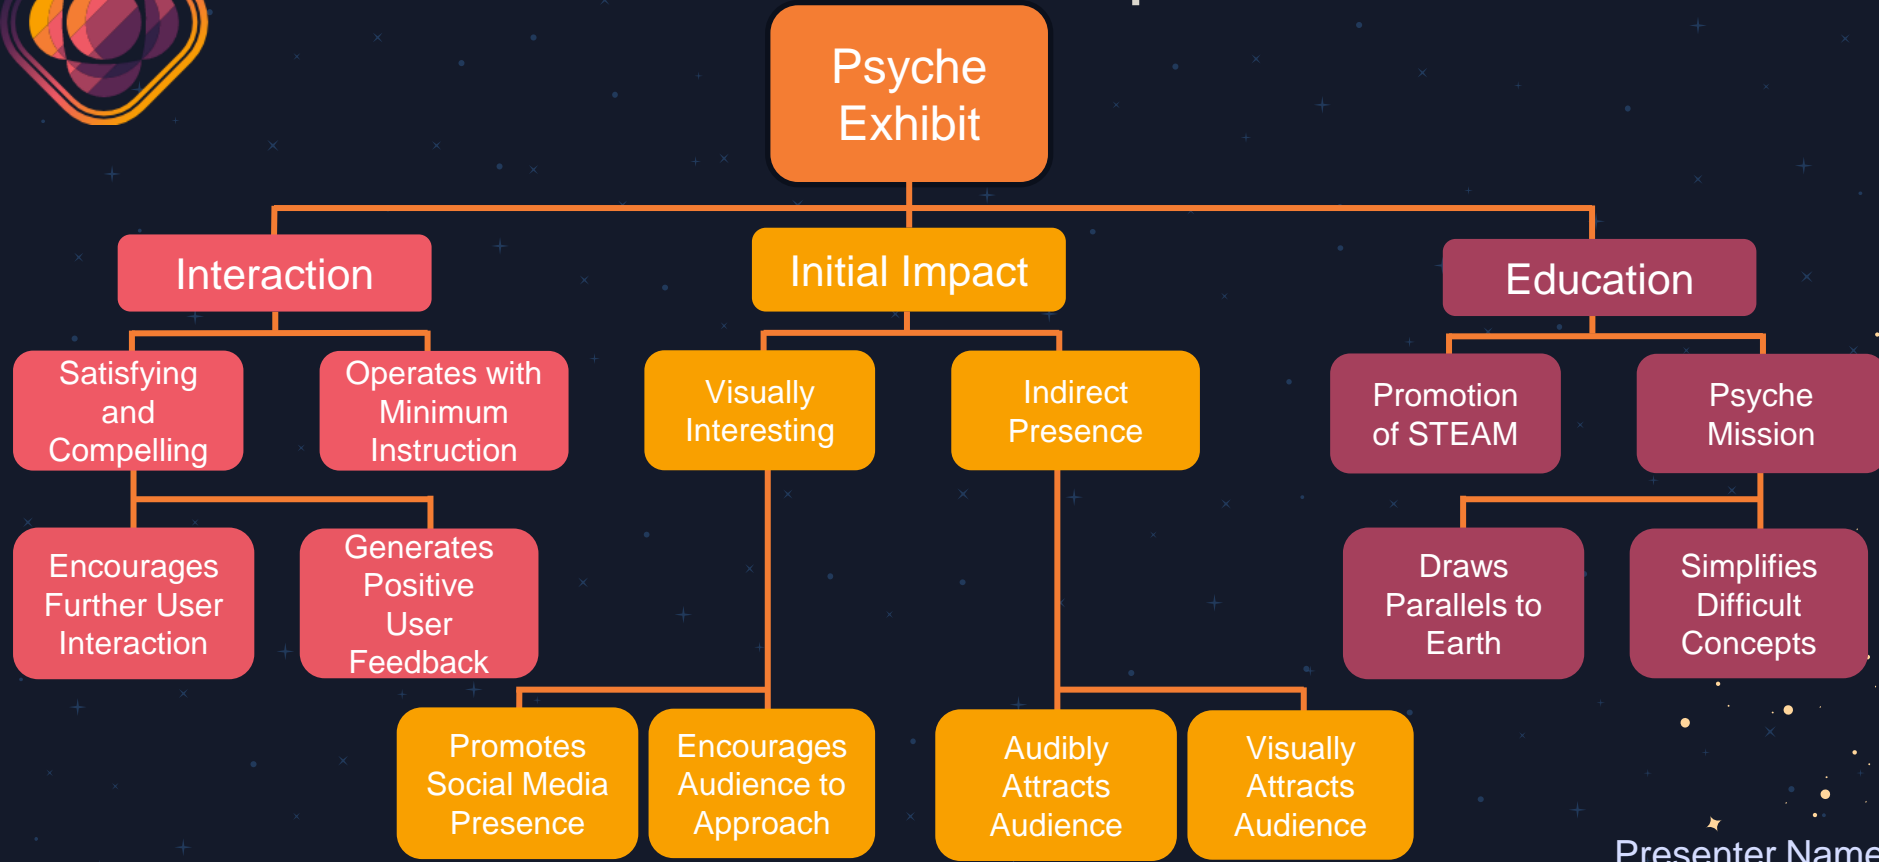 Psyche
Exhibit
Interaction
Initial Impact
Education
Satisfying
and
Compelling
Operates with
Minimum
Instruction
Visually
Interesting
Indirect
Presence
Promotion
of STEAM
Psyche
Mission
Encourages
Further User
Interaction
Generates
Positive
User
Feedback
Draws
Parallels to
Earth
Simplifies
Difficult
Concepts
Promotes
Social Media
Presence
Encourages
Audience to
Approach
Audibly
Attracts
Audience
Visually
Attracts
Audience
Presenter Name